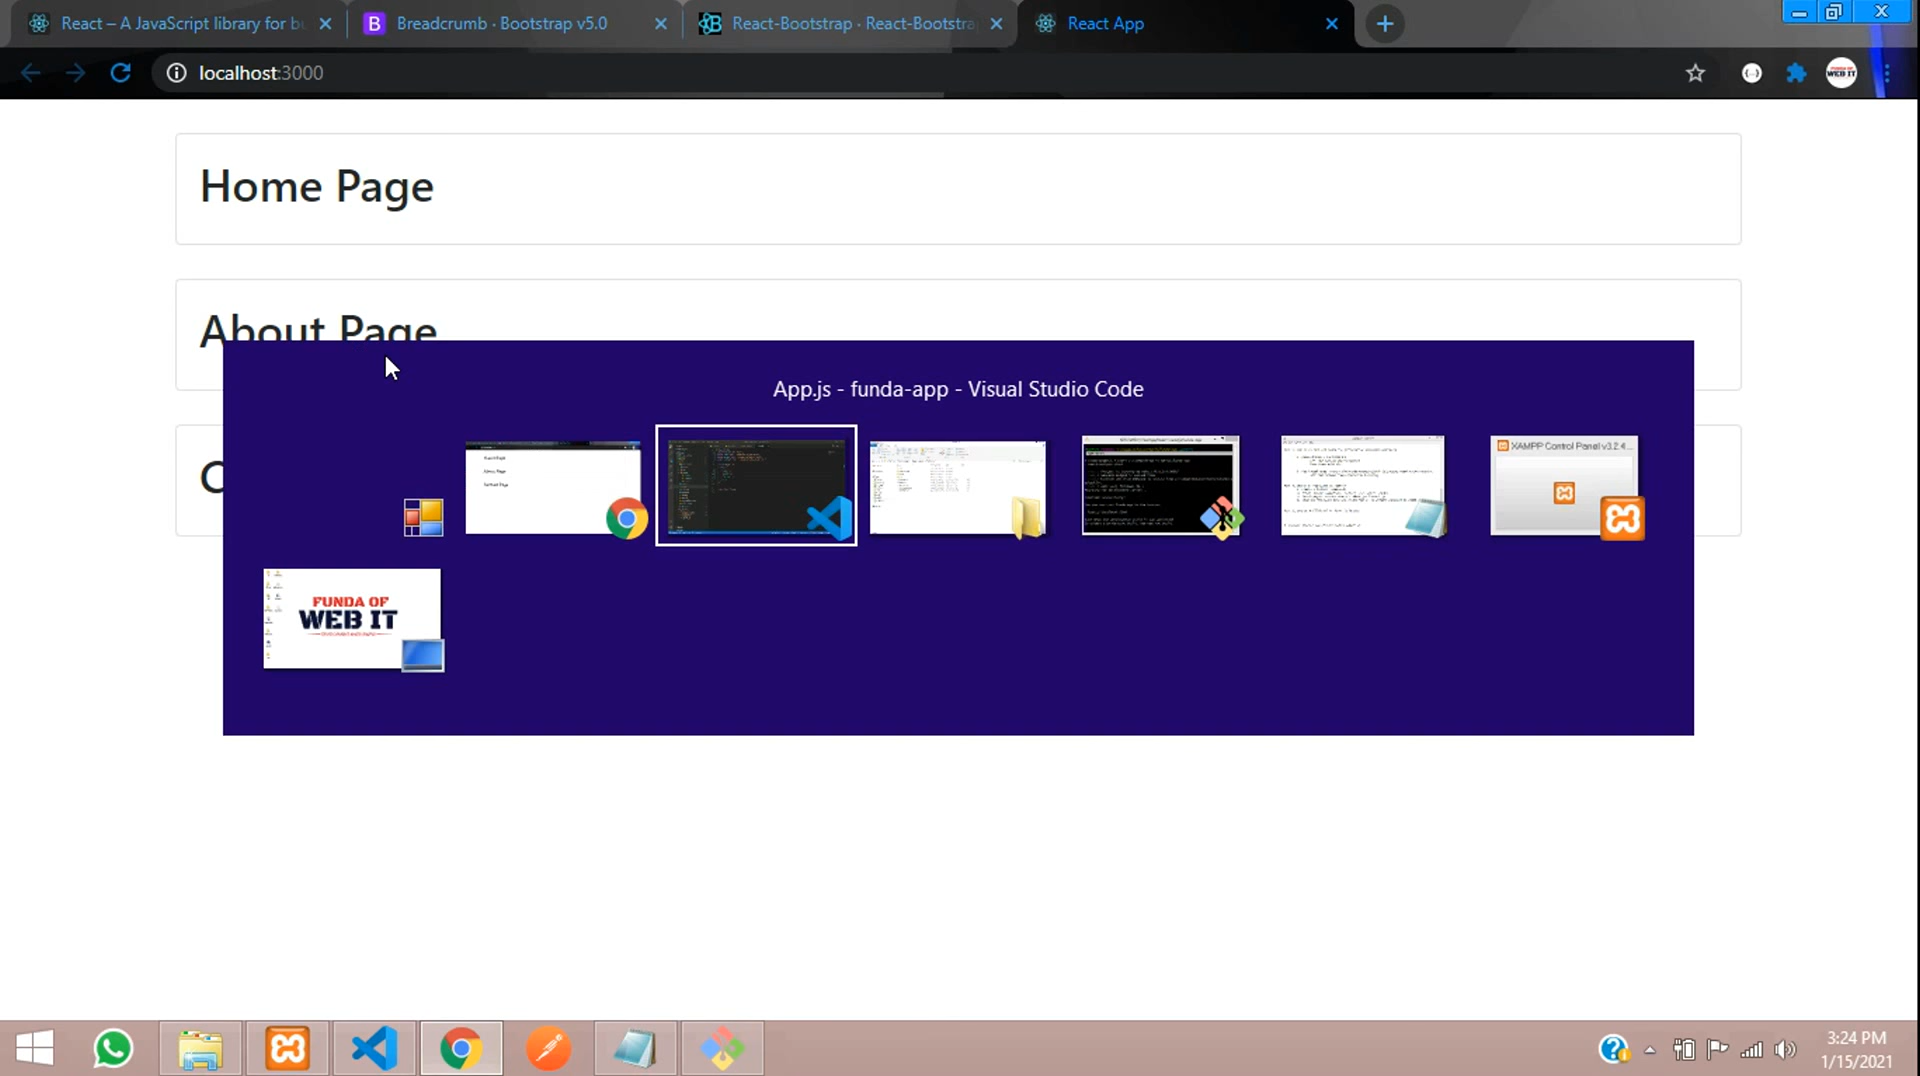 React – A JavaScript library for bu
Breadcrumb · Bootstrap v5.0
React-Bootstrap · React-Bootstra
React App
localhost:3000
Home Page
About Page
App.js - funda-app - Visual Studio Code
XAMPP Control Panel v3.2.4...
FUNDA OF
WEB IT
3:24 PM
1/15/2021